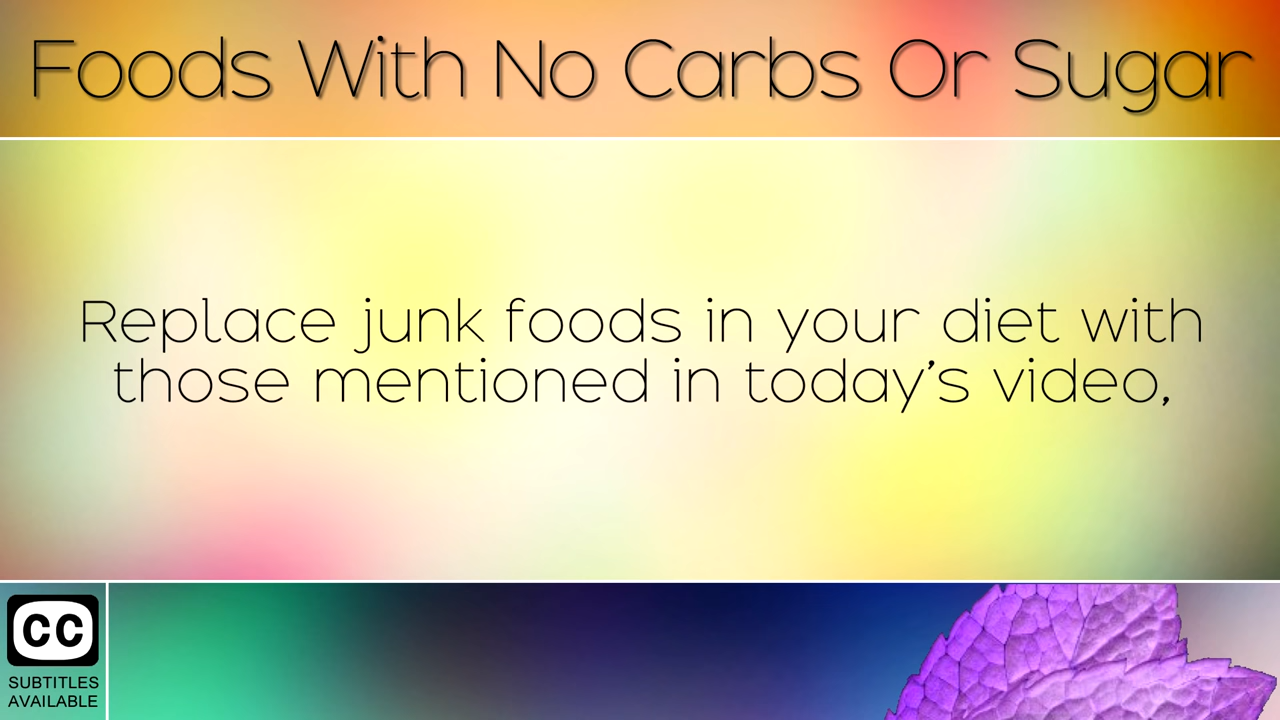 Foods With No Carbs Or Sugar
Replace junk foods in your diet with
those mentioned in today's video,
CC
SUBTITLES
AVAILABLE